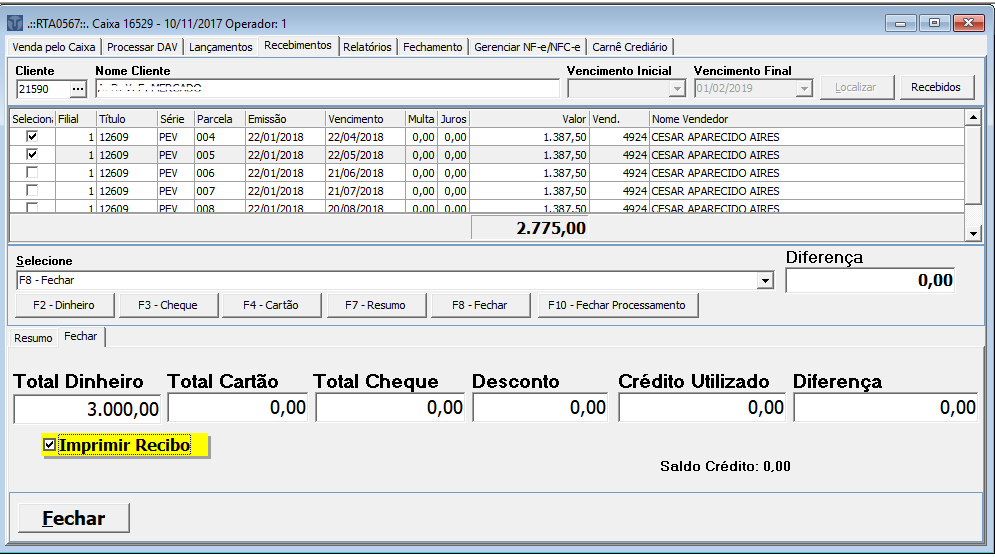 .::RTA0567::. Caixa 16529 - 10/11/2017 Operador: 1
Venda pelo Caixa Processar DAV Lançamentos Recebimentos Relatórios Fechamento Gerenciar NF-e/NFC-e Carnê Crediário
Cliente Nome Cliente Vencimento Inicial Vencimento Final
21590 ... MERCADO 01/02/2019 Localizar Recebidos
Seleciona Filial Título Série Parcela Emissão Vencimento Multa Juros Valor Vend. Nome Vendedor
1 12609 PEV 004 22/01/2018 22/04/2018 0,00 0,00 1.387,50 4924 CESAR APARECIDO AIRES
1 12609 PEV 005 22/01/2018 22/05/2018 0,00 0,00 1.387,50 4924 CESAR APARECIDO AIRES
1 12609 PEV 006 22/01/2018 21/06/2018 0,00 0,00 1.387,50 4924 CESAR APARECIDO AIRES
1 12609 PEV 007 22/01/2018 21/07/2018 0,00 0,00 1.387,50 4924 CESAR APARECIDO AIRES
1 12609 PEV 008 22/01/2018 20/08/2018 0,00 0,00 1.387,50 4924 CESAR APARECIDO AIRES
2.775,00
Selecione Diferença
F8 - Fechar 0,00
F2 - Dinheiro F3 - Cheque F4 - Cartão F7 - Resumo F8 - Fechar F10 - Fechar Processamento
Resumo Fechar
Total Dinheiro Total Cartão Total Cheque Desconto Crédito Utilizado Diferença
3.000,00 0,00 0,00 0,00 0,00 0,00
Imprimir Recibo
Saldo Crédito: 0,00
Fechar